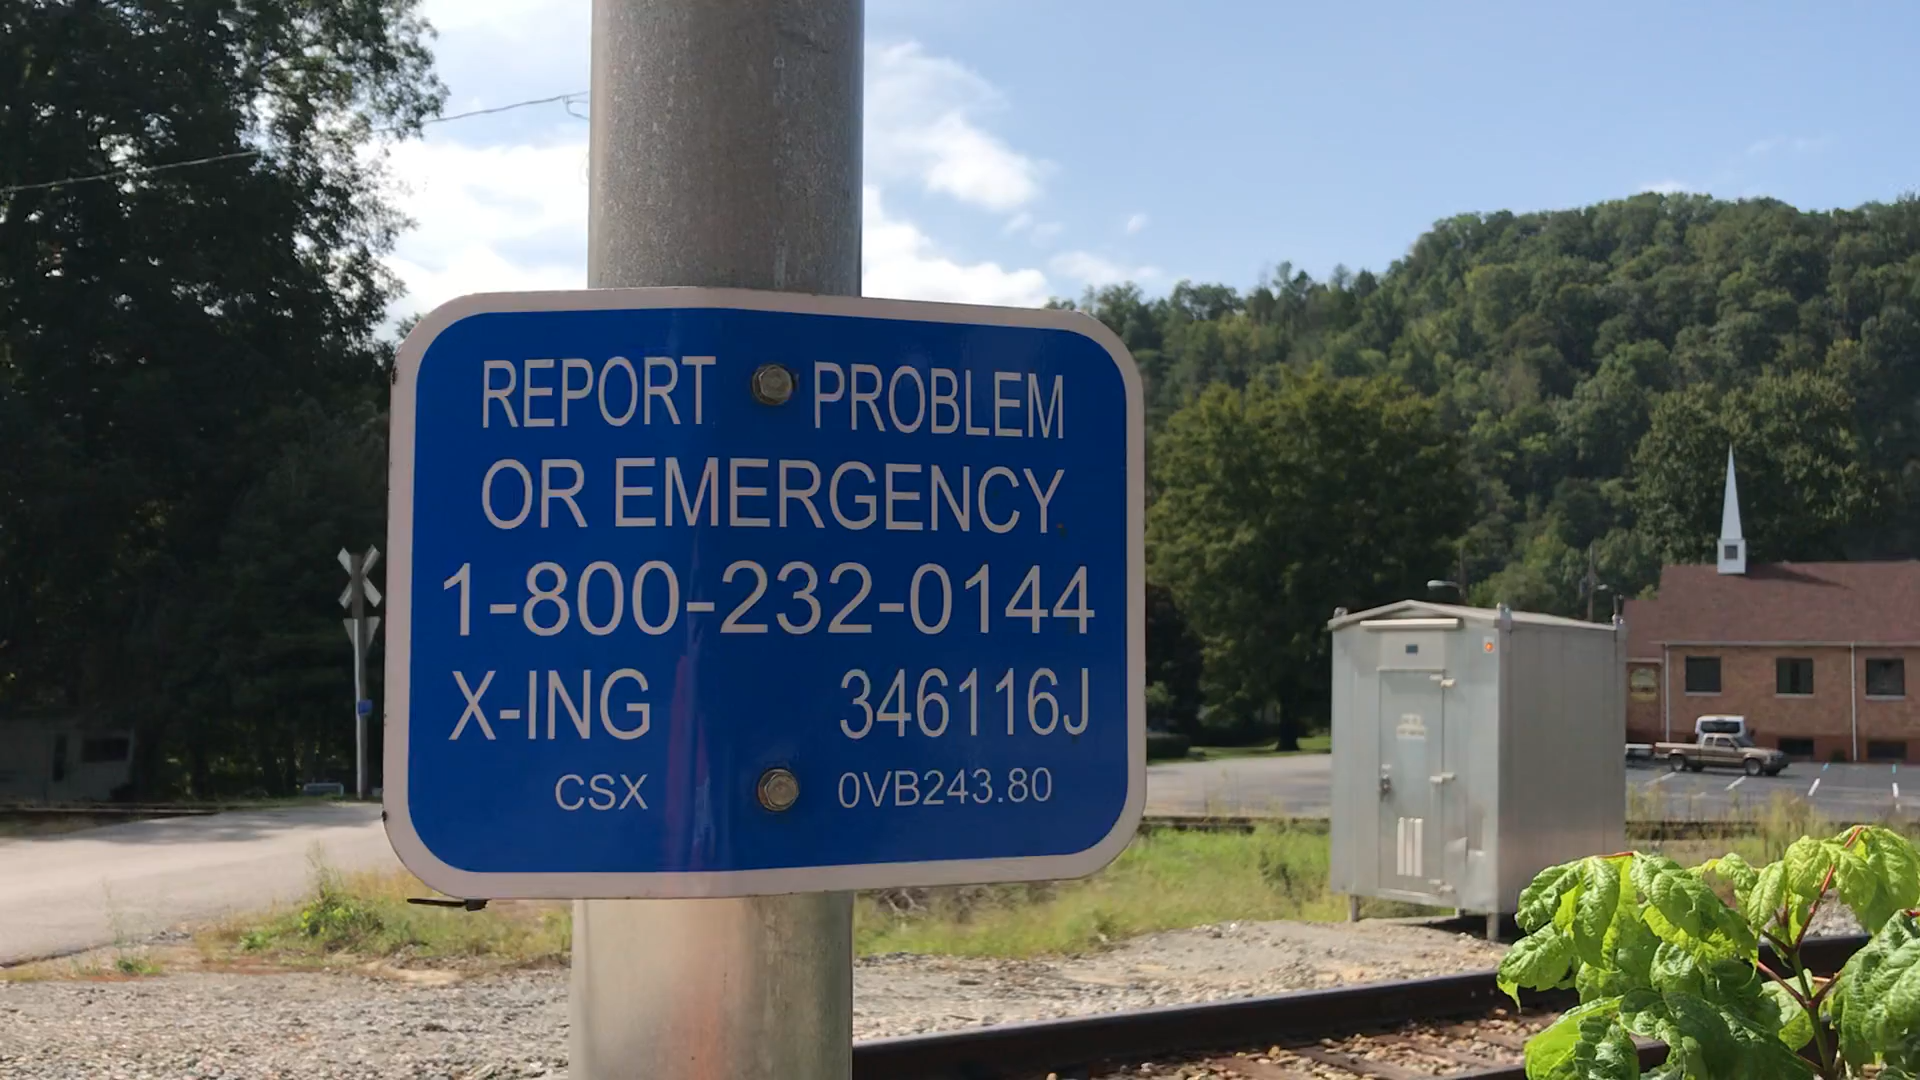 REPORT PROBLEM
OR EMERGENCY
1-800-232-0144
X-ING 346116J
CSX 0VB243.80